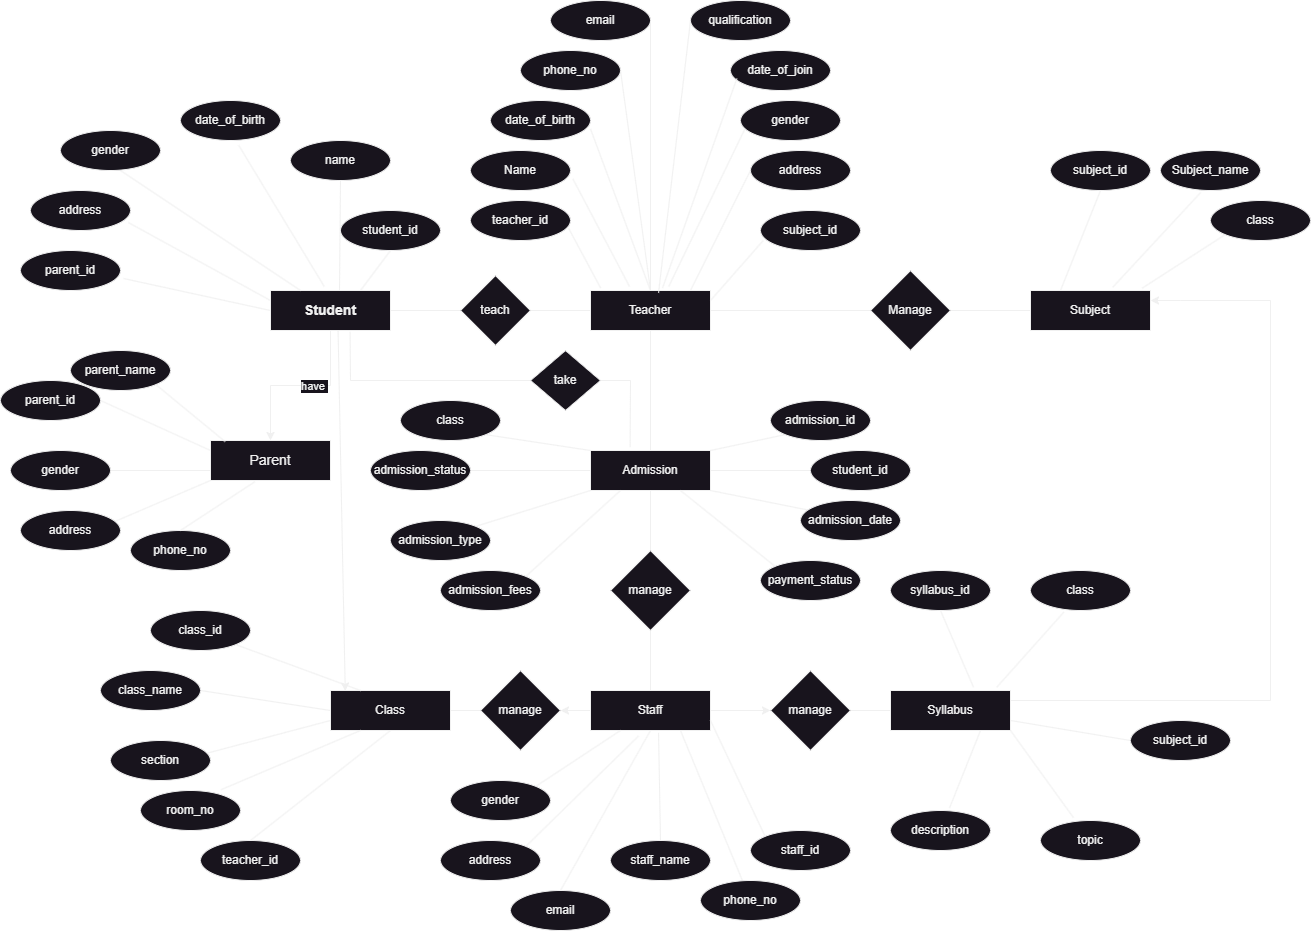 email
qualification
phone_no
date_of_join
date_of_birth
gender
date_of_birth
gender
name
Name
address
subject_id
Subject_name
address
student_id
teacher_id
subject_id
class
parent_id
Student
teach
Teacher
Manage
Subject
parent_name
parent_id
have
take
class
admission_id
Parent
gender
admission_status
Admission
student_id
address
phone_no
admission_type
admission_date
admission_fees
manage
payment_status
syllabus_id
class
class_id
class_name
Class
manage
Staff
manage
Syllabus
section
subject_id
room_no
gender
teacher_id
address
staff_name
staff_id
description
topic
email
phone_no